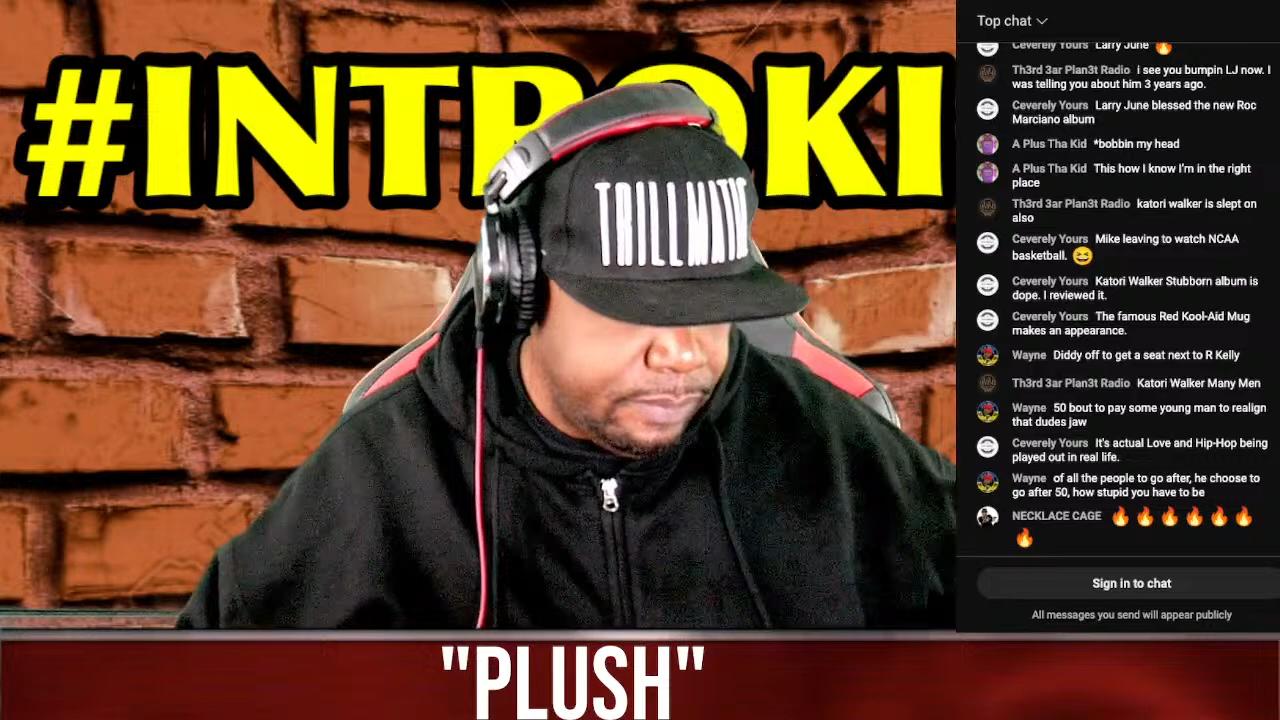 #INTROKI
TRILLMATIC
"PLUSH"
Top chat
Ceverely Yours Larry June 🔥
Th3rd 3ar Plan3t Radio i see you bumpin LJ now. I
was telling you about him 3 years ago.
Ceverely Yours Larry June blessed the new Roc
Marciano album
A Plus Tha Kid *bobbin my head
A Plus Tha Kid This how I know I'm in the right
place
Th3rd 3ar Plan3t Radio katori walker is slept on
also
Ceverely Yours Mike leaving to watch NCAA
basketball. 😆
Ceverely Yours Katori Walker Stubborn album is
dope. I reviewed it.
Ceverely Yours The famous Red Kool-Aid Mug
makes an appearance.
Wayne Diddy off to get a seat next to R Kelly
Th3rd 3ar Plan3t Radio Katori Walker Many Men
Wayne 50 bout to pay some young man to realign
that dudes jaw
Ceverely Yours It's actual Love and Hip-Hop being
played out in real life.
Wayne of all the people to go after, he choose to
go after 50, how stupid you have to be
NECKLACE CAGE 🔥🔥🔥🔥🔥🔥
🔥
Sign in to chat
All messages you send will appear publicly